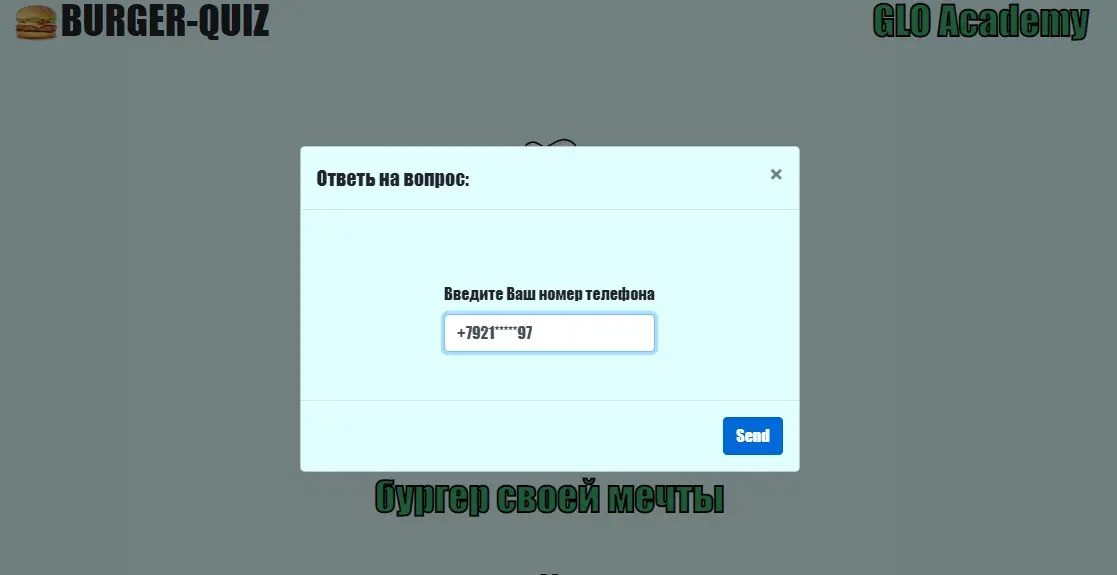 BURGER-QUIZ
GLO Academy
Ответь на вопрос:
×
Введите Ваш номер телефона
+7921*****97
Send
бургер своей мечты